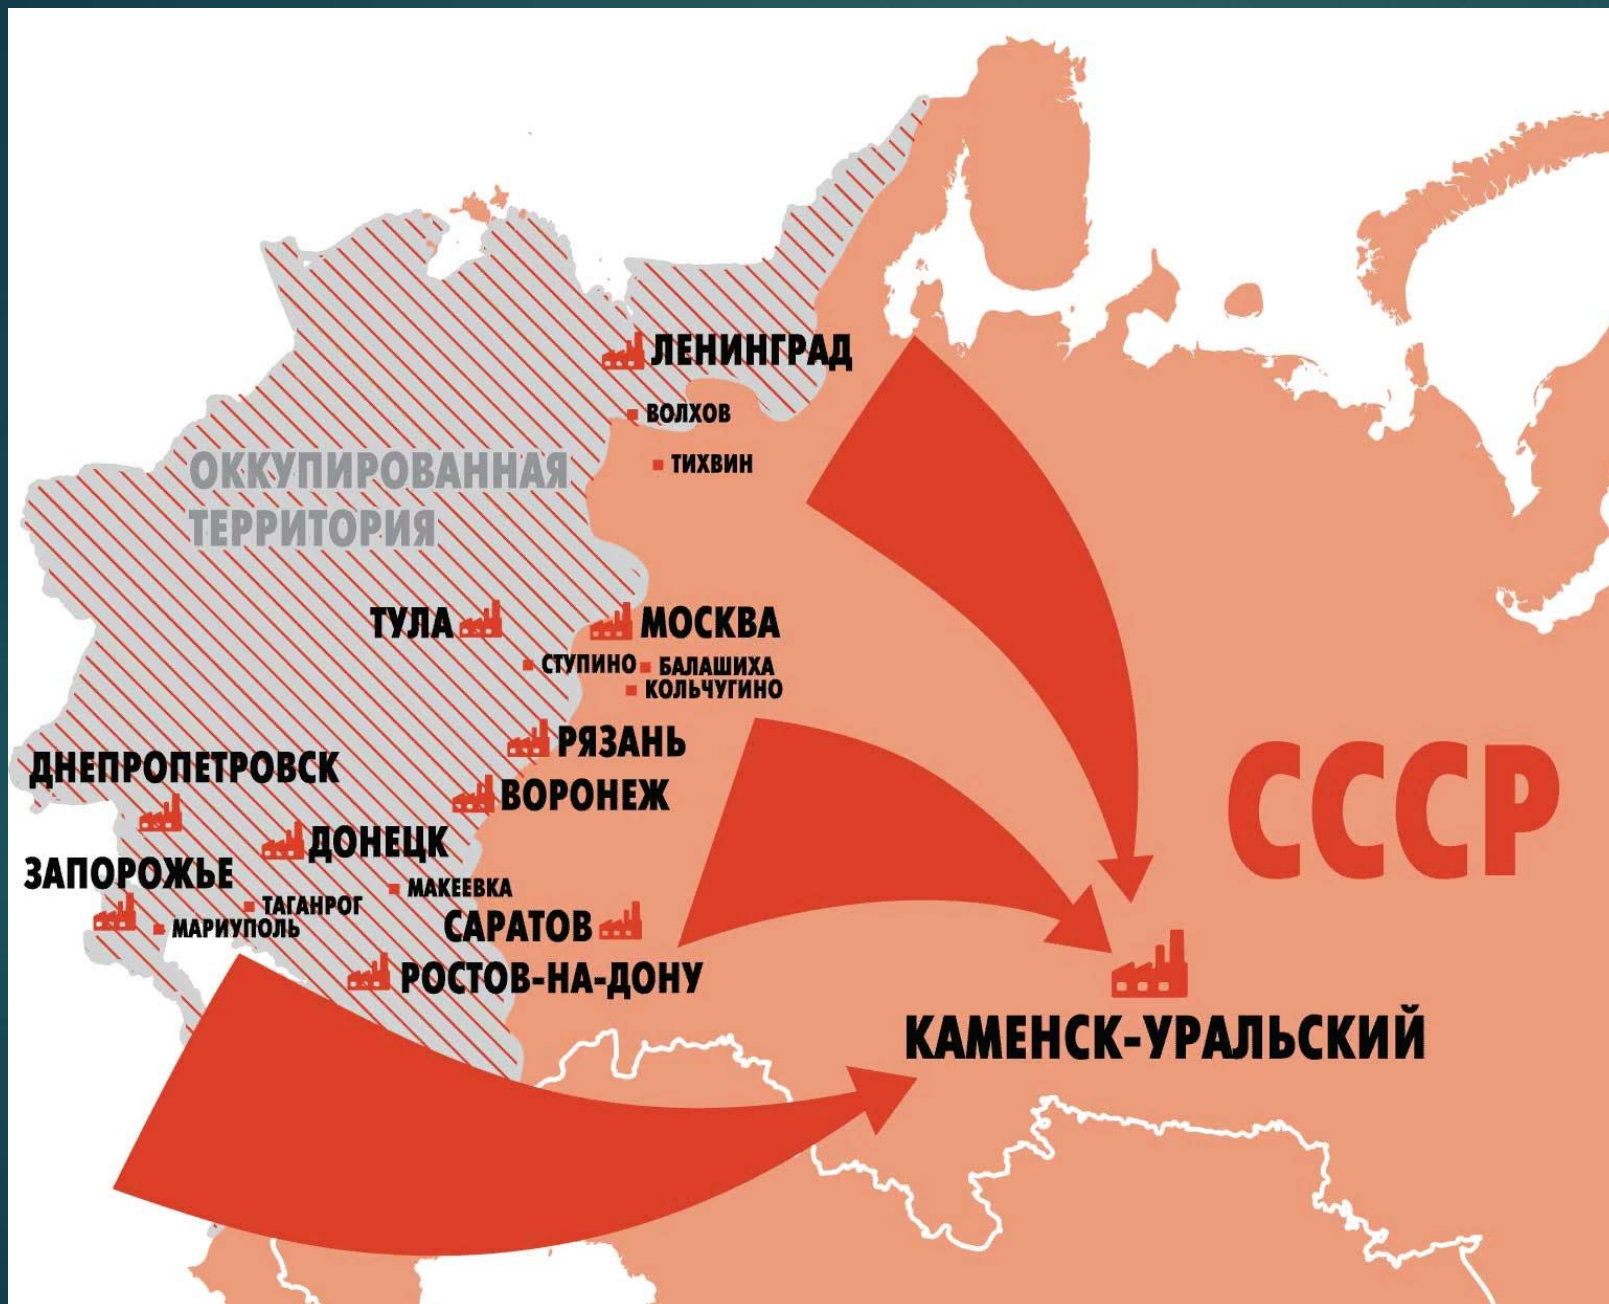 ЛЕНИНГРАД
ВОЛХОВ
ТИХВИН
ОККУПИРОВАННАЯ
ТЕРРИТОРИЯ
ТУЛА
МОСКВА
СТУПИНО
БАЛАШИХА
КОЛЬЧУГИНО
РЯЗАНЬ
ДНЕПРОПЕТРОВСК
ВОРОНЕЖ
СССР
ДОНЕЦК
ЗАПОРОЖЬЕ
МАКЕЕВКА
ТАГАНРОГ
МАРИУПОЛЬ
САРАТОВ
РОСТОВ-НА-ДОНУ
КАМЕНСК-УРАЛЬСКИЙ